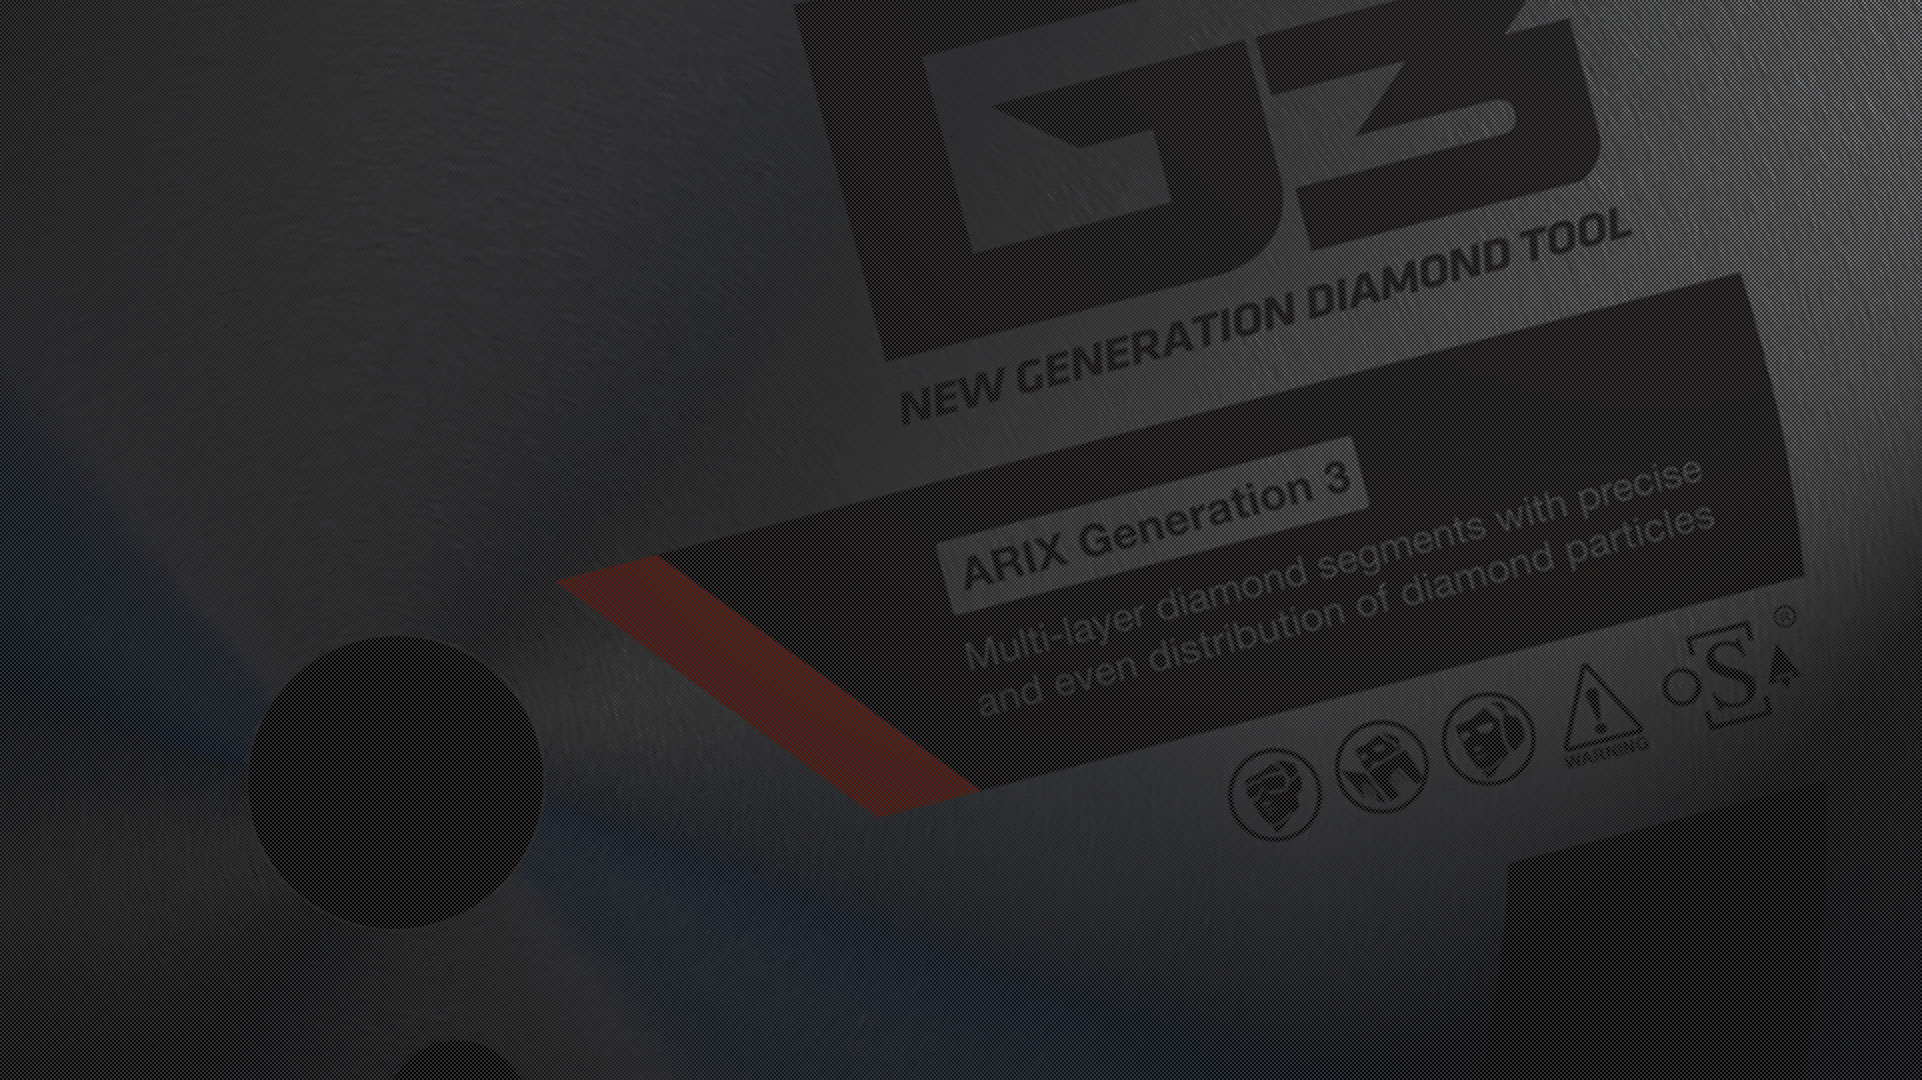 G3
NEW GENERATION DIAMOND TOOL
ARIX Generation 3
Multi-layer diamond segments with precise
and even distribution of diamond particles
WARNING
oSa®